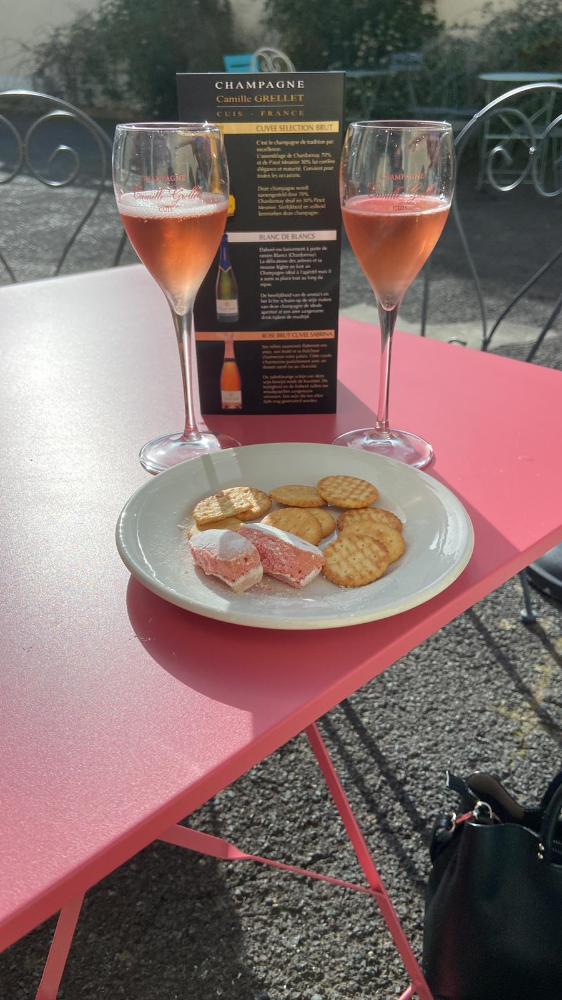 CHAMPAGNE
Camille GRELLET
CUIS - FRANCE
CUVEE SELECTION BRUT
C'est le champagne de tradition par
excellence.
L'assemblage de Chardonnay 70%
et de Pinot Meunier 30% lui confère
élégance et maturité. Convient pour
toutes les occasions.
Deze champagne wordt
samengesteld door 70%
Chardonnay druif en 30% Pinot
Meunier. Sierlijkheid en volheid
kenmerken deze champagne.
BLANC DE BLANCS
Elaboré exclusivement à partir de
raisins Blancs (Chardonnay).
La délicatesse des arômes et sa
mousse légère en font un
Champagne idéal à l'apéritif mais il
a aussi sa place tout au long du
repas.
De heerlijkheid van de aroma's en
het lichte schuim op de wijn maken
van deze champagne de ideale
aperitief of een zeer aangename
drink tijdens de maaltijd.
ROSE BRUT CUVEE SABRINA
Ses reflets saumonés flatteront vos
yeux, son fruité et sa fraîcheur
charmeront votre palais. Cette cuvée
s'harmonise parfaitement avec un
dessert sucré ou au chocolat.
De zalmkleurige schijn van deze
wijn bewijst reeds de kwaliteit. De
fruitigheid en de frisheid zullen uw
smaakpapillen aangenaam
verrassen. Een wijn die ten allen
tijde mag geserveerd worden.
CHAMPAGNE
Camille Grellet
CUIS
CHAMPAGNE
Camille Grellet
CUIS